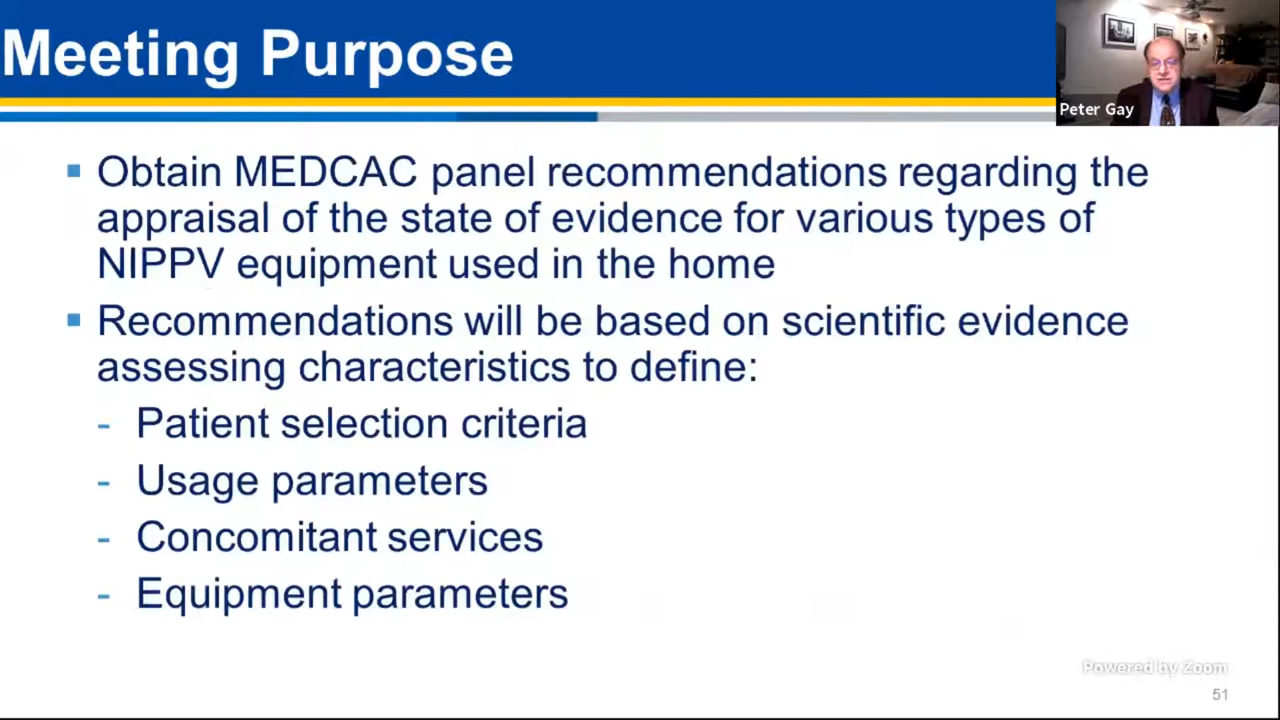 Meeting Purpose
Peter Gay
▪ Obtain MEDCAC panel recommendations regarding the
appraisal of the state of evidence for various types of
NIPPV equipment used in the home
▪ Recommendations will be based on scientific evidence
assessing characteristics to define:
- Patient selection criteria
- Usage parameters
- Concomitant services
- Equipment parameters
Powered by Zoom
51